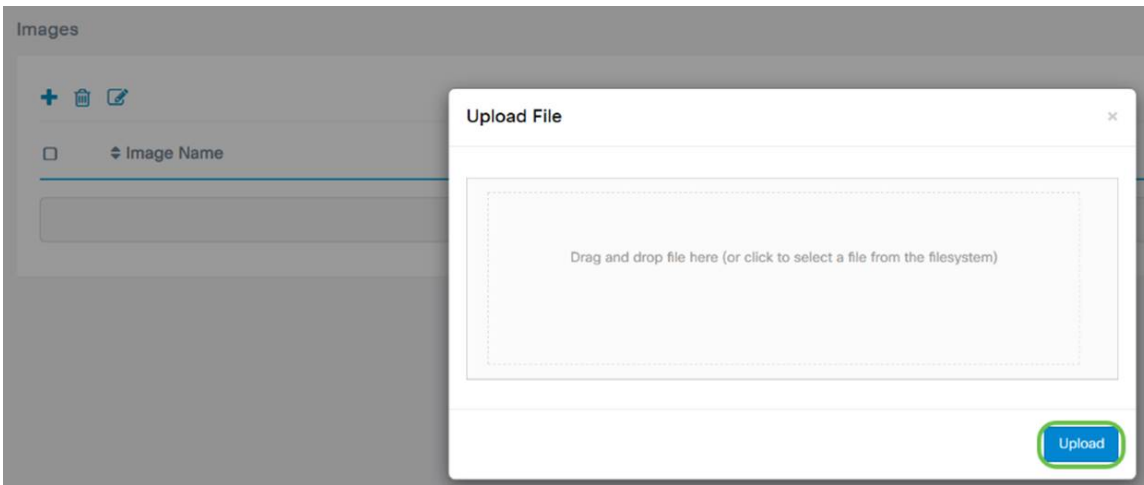 Images
Upload File
×
Image Name
Drag and drop file here (or click to select a file from the filesystem)
Upload